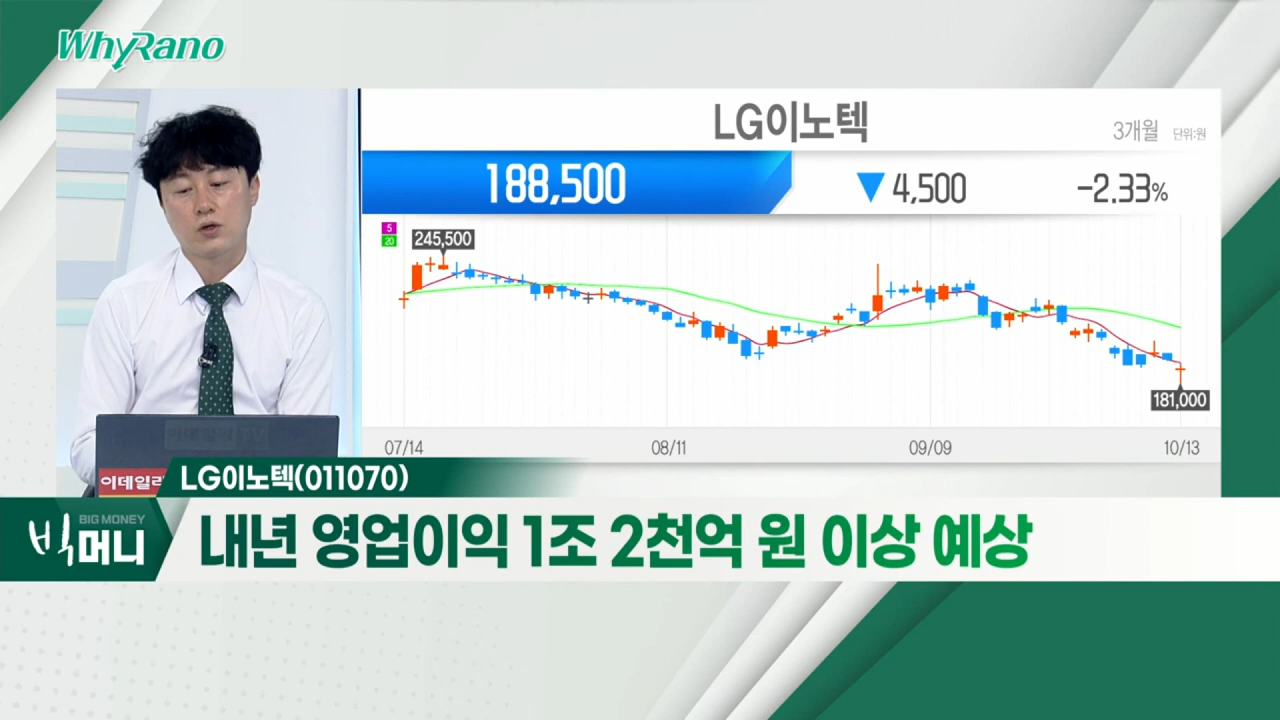 WhyRano
LG이노텍
3개월 단위:원
188,500 ▼4,500 -2.33%
5
20
245,500
181,000
07/14 08/11 09/09 10/13
이데일리
LG이노텍(011070)
BIG MONEY
빅머니
내년 영업이익 1조 2천억 원 이상 예상